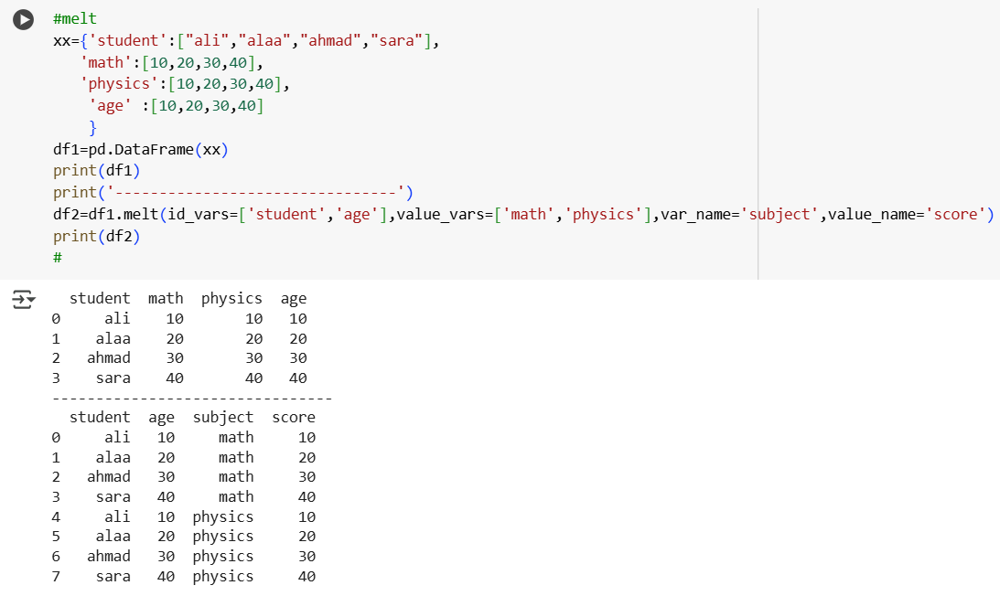 #melt
xx={'student':["ali","alaa","ahmad","sara"],
   'math':[10,20,30,40],
   'physics':[10,20,30,40],
    'age' :[10,20,30,40]
    }
df1=pd.DataFrame(xx)
print(df1)
print('--------------------------------')
df2=df1.melt(id_vars=['student','age'],value_vars=['math','physics'],var_name='subject',value_name='score')
print(df2)
#
  student  math  physics  age
0     ali    10       10   10
1    alaa    20       20   20
2   ahmad    30       30   30
3    sara    40       40   40
--------------------------------
  student  age  subject  score
0     ali   10     math     10
1    alaa   20     math     20
2   ahmad   30     math     30
3    sara   40     math     40
4     ali   10  physics     10
5    alaa   20  physics     20
6   ahmad   30  physics     30
7    sara   40  physics     40